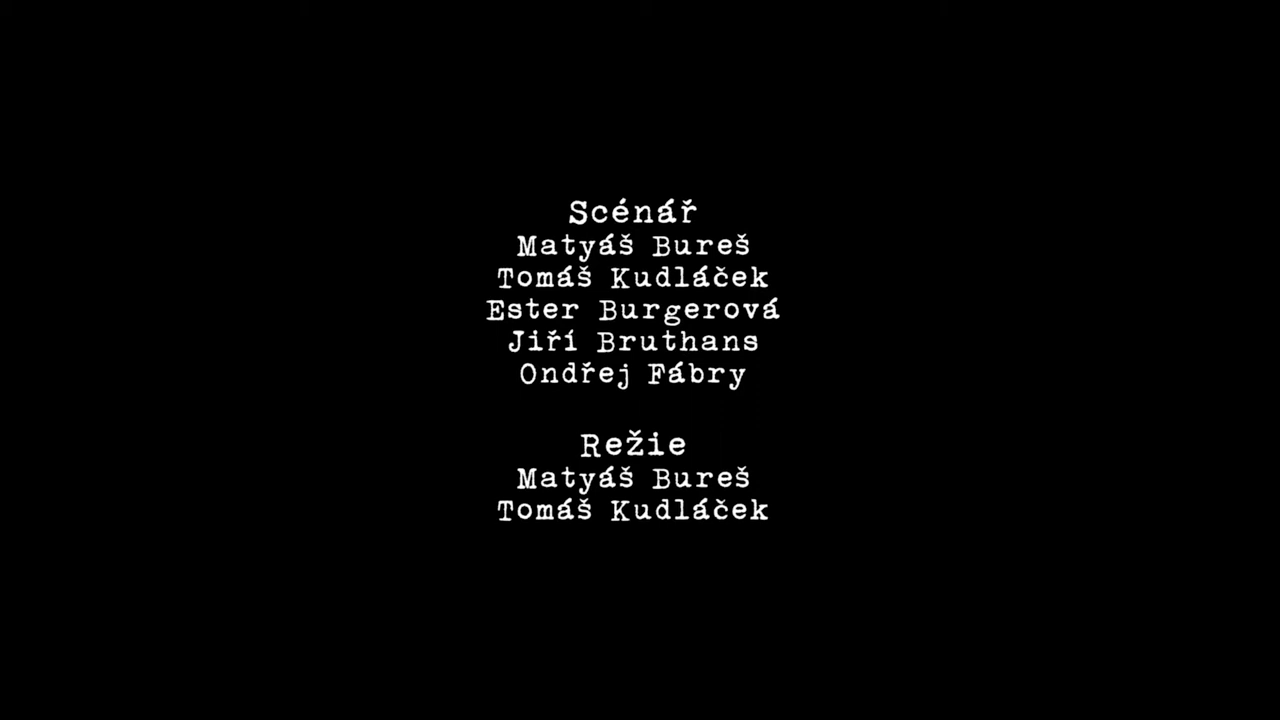 Scénář
Matyáš Bureš
Tomáš Kudláček
Ester Burgerová
Jiří Bruthans
Ondřej Fábry
Režie
Matyáš Bureš
Tomáš Kudláček